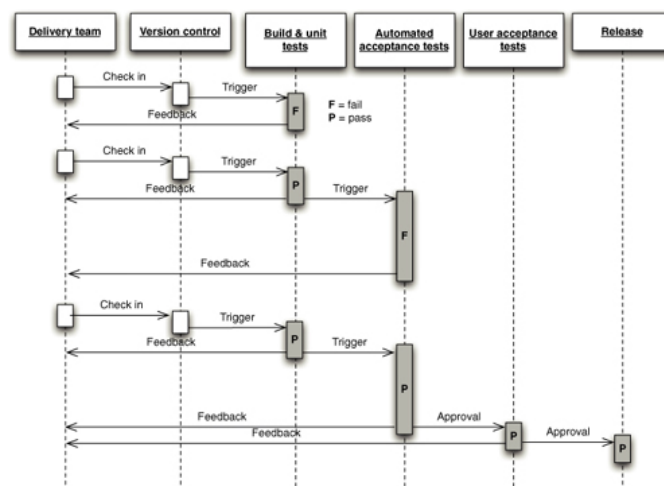 Delivery team
Version control
Build & unit
tests
Automated
acceptance tests
User acceptance
tests
Release
Check in
Trigger
Feedback
F
F = fail
P = pass
Check in
Trigger
Feedback
P
Trigger
F
Feedback
Check in
Trigger
Feedback
P
Trigger
P
Feedback
Approval
Feedback
P
Approval
P